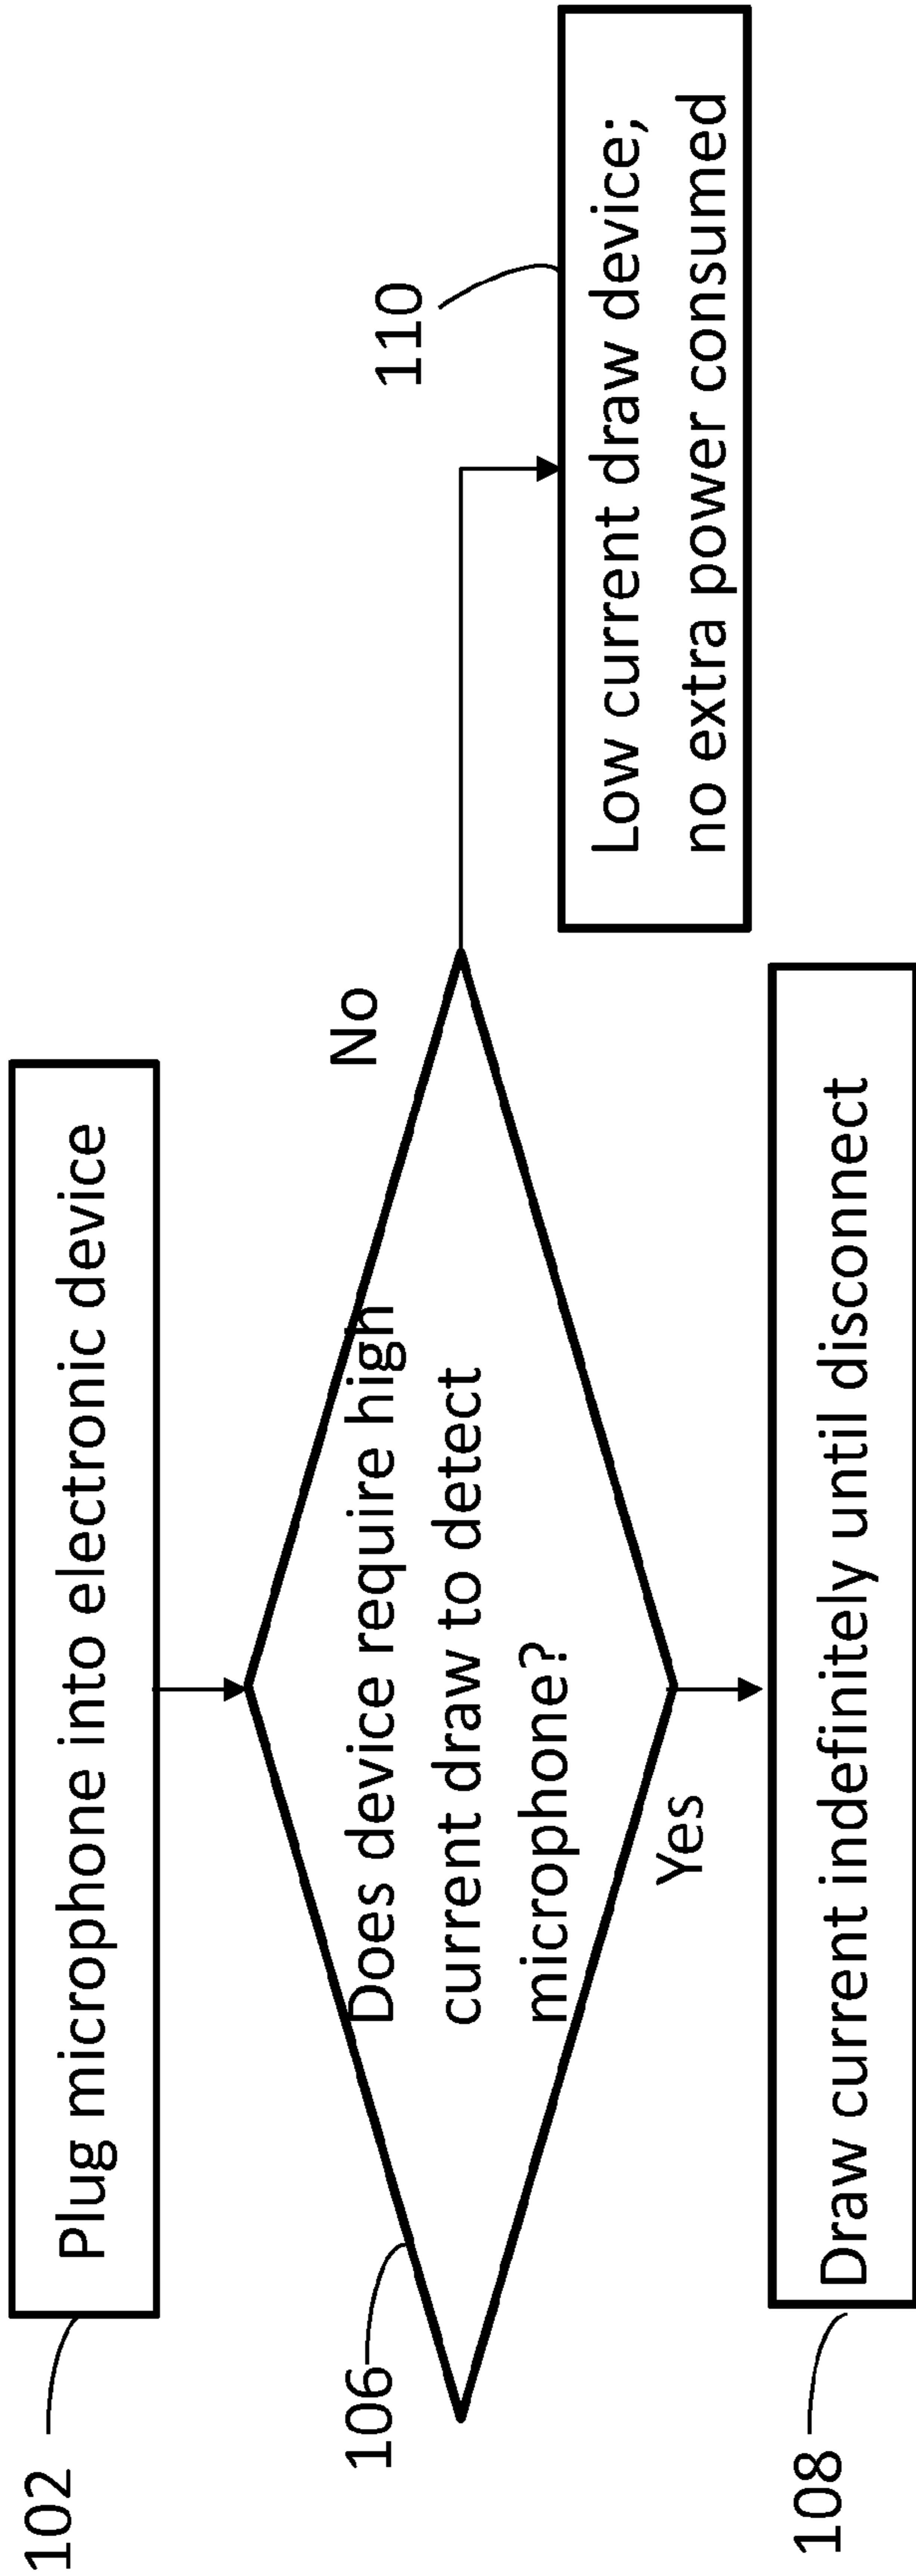 102
Plug microphone into electronic device
106
Does device require high
current draw to detect
microphone?
No
110
Low current draw device;
no extra power consumed
Yes
108
Draw current indefinitely until disconnect